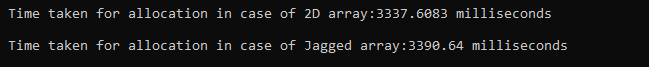 Time taken for allocation in case of 2D array:3337.6083 milliseconds
Time taken for allocation in case of Jagged array:3390.64 milliseconds